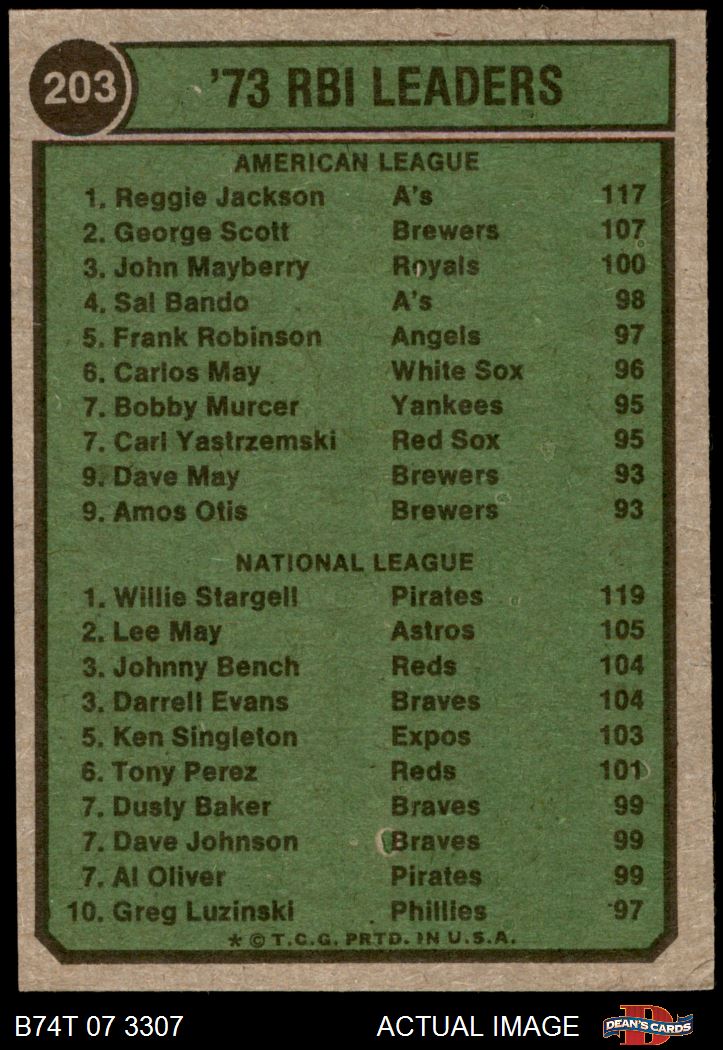 203 '73 RBI LEADERS
AMERICAN LEAGUE
1. Reggie Jackson A's 117
2. George Scott Brewers 107
3. John Mayberry Royals 100
4. Sal Bando A's 98
5. Frank Robinson Angels 97
6. Carlos May White Sox 96
7. Bobby Murcer Yankees 95
7. Carl Yastrzemski Red Sox 95
9. Dave May Brewers 93
9. Amos Otis Brewers 93
NATIONAL LEAGUE
1. Willie Stargell Pirates 119
2. Lee May Astros 105
3. Johnny Bench Reds 104
3. Darrell Evans Braves 104
5. Ken Singleton Expos 103
6. Tony Perez Reds 101
7. Dusty Baker Braves 99
7. Dave Johnson Braves 99
7. Al Oliver Pirates 99
10. Greg Luzinski Phillies 97
* © T.C.G. PRTD. IN U.S.A.
B74T 07 3307 ACTUAL IMAGE D DEAN'S CARDS